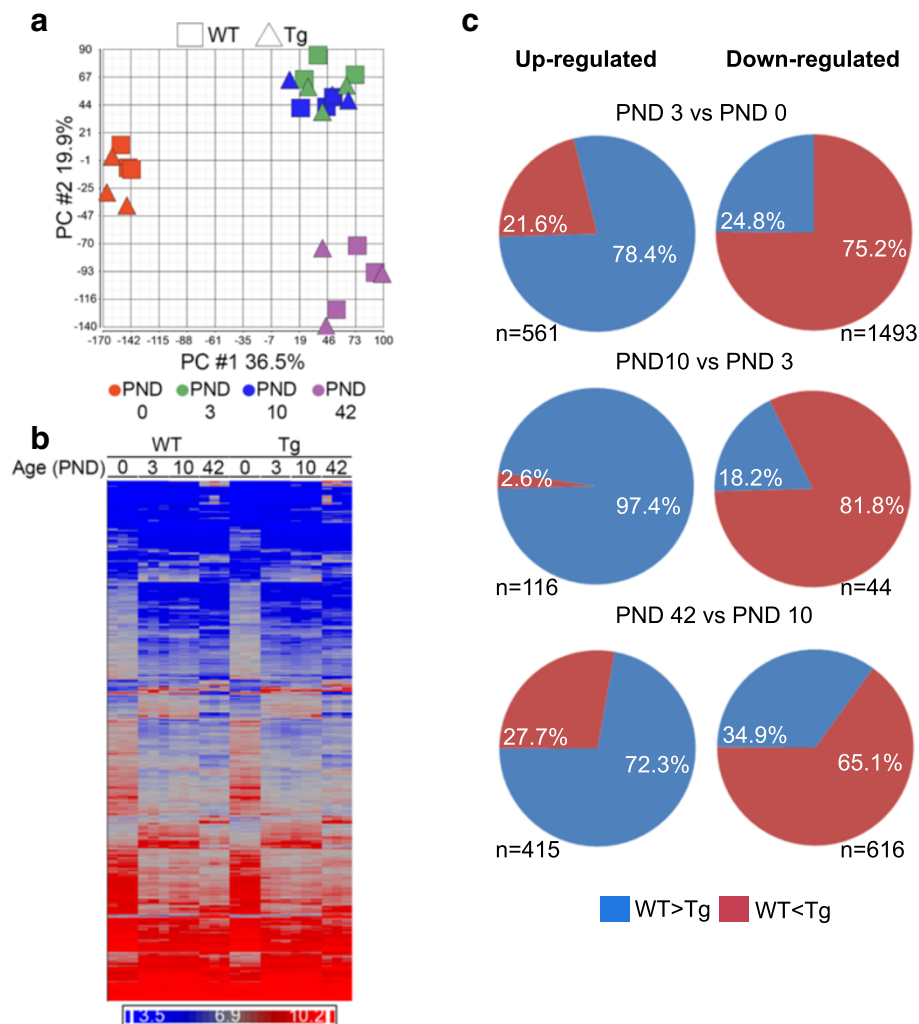 a
WT Tg
90
67
44
21
-1
-25
-47
-70
-93
-116
-140
PC #2 19.9%
-170 -142 -115 -88 -61 -35 -7 19 46 73 100
PC #1 36.5%
PND 0
PND 3
PND 10
PND 42
b
WT Tg
Age (PND) 0 3 10 42 0 3 10 42
3.5 6.9 10.2
c
Up-regulated Down-regulated
PND 3 vs PND 0
21.6% 78.4%
24.8% 75.2%
n=561 n=1493
PND10 vs PND 3
2.6% 97.4%
18.2% 81.8%
n=116 n=44
PND 42 vs PND 10
27.7% 72.3%
34.9% 65.1%
n=415 n=616
WT>Tg WT<Tg